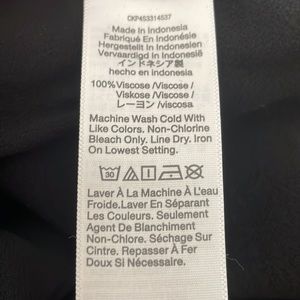 CKP453314537
Made In Indonesia
Fabriqué En Indonésie
Hergestellt In Indonesien
Vervaardigd in Indonesië
インドネシア製
hecho en indonesia
100%Viscose/Viscose/
Viskose/Viscose/
レーヨン/viscosa
Machine Wash Cold With
Like Colors. Non-Chlorine
Bleach Only. Line Dry. Iron
On Lowest Setting.
30
Laver À La Machine À L'eau
Froide.Laver En Séparant
Les Couleurs. Seulement
Agent De Blanchiment
Non-Chlore. Séchage Sur
Cintre. Repasser À Fer
Doux Si Nécessaire.